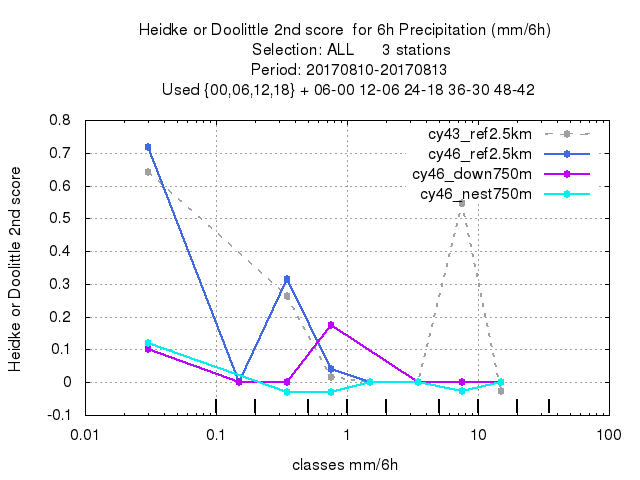 Heidke or Doolittle 2nd score  for 6h Precipitation (mm/6h)
Selection: ALL      3 stations
Period: 20170810-20170813
Used {00,06,12,18} + 06-00 12-06 24-18 36-30 48-42
Heidke or Doolittle 2nd score
0.8
0.7
0.6
0.5
0.4
0.3
0.2
0.1
0
-0.1
cy43_ref2.5km
cy46_ref2.5km
cy46_down750m
cy46_nest750m
0.01 0.1 1 10 100
classes mm/6h